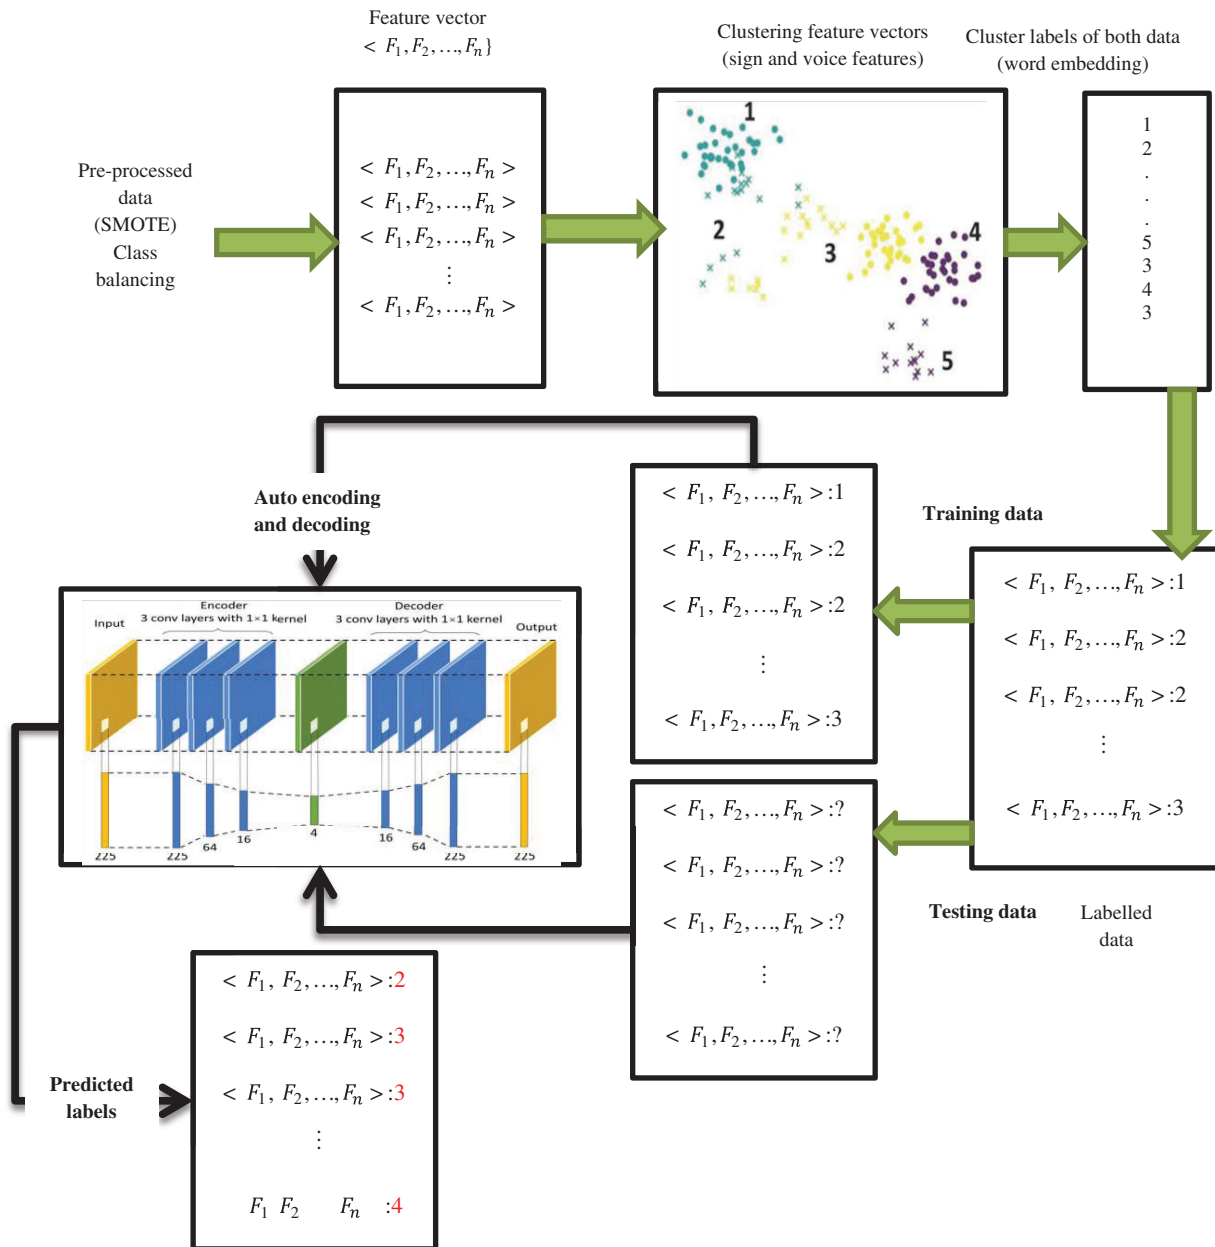 Feature vector
< F₁, F₂, …, Fₙ}
Clustering feature vectors
(sign and voice features)
Cluster labels of both data
(word embedding)
Pre-processed
data
(SMOTE)
Class
balancing
< F₁, F₂, …, Fₙ >
< F₁, F₂, …, Fₙ >
< F₁, F₂, …, Fₙ >
⋮
< F₁, F₂, …, Fₙ >
1
2
3
4
5
1
2
.
.
.
5
3
4
3
Auto encoding
and decoding
< F₁, F₂, …, Fₙ >:1
< F₁, F₂, …, Fₙ >:2
< F₁, F₂, …, Fₙ >:2
⋮
< F₁, F₂, …, Fₙ >:3
Training data
< F₁, F₂, …, Fₙ >:1
< F₁, F₂, …, Fₙ >:2
< F₁, F₂, …, Fₙ >:2
⋮
< F₁, F₂, …, Fₙ >:3
Input
Encoder
3 conv layers with 1×1 kernel
Decoder
3 conv layers with 1×1 kernel
Output
225 225 64 16 4 16 64 225 225
< F₁, F₂, …, Fₙ >:?
< F₁, F₂, …, Fₙ >:?
< F₁, F₂, …, Fₙ >:?
⋮
< F₁, F₂, …, Fₙ >:?
Testing data
Labelled
data
Predicted
labels
< F₁, F₂, …, Fₙ >:2
< F₁, F₂, …, Fₙ >:3
< F₁, F₂, …, Fₙ >:3
⋮
F₁ F₂ Fₙ :4